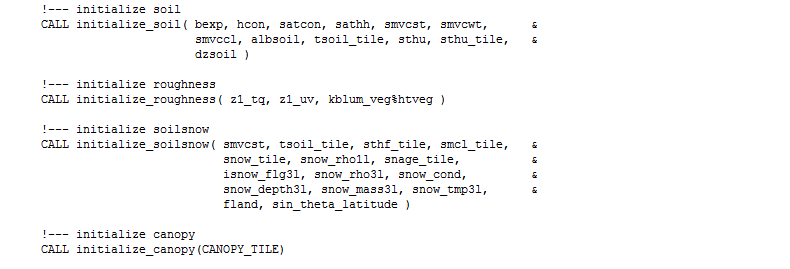 !--- initialize soil
CALL initialize_soil( bexp, hcon, satcon, sathh, smvcst, smvcwt, &
smvccl, albsoil, tsoil_tile, sthu, sthu_tile, &
dzsoil )
!--- initialize roughness
CALL initialize_roughness( z1_tq, z1_uv, kblum_veg%htveg )
!--- initialize soilsnow
CALL initialize_soilsnow( smvcst, tsoil_tile, sthf_tile, smcl_tile, &
snow_tile, snow_rho1l, snage_tile, &
isnow_flg3l, snow_rho3l, snow_cond, &
snow_depth3l, snow_mass3l, snow_tmp3l, &
fland, sin_theta_latitude )
!--- initialize canopy
CALL initialize_canopy(CANOPY_TILE)